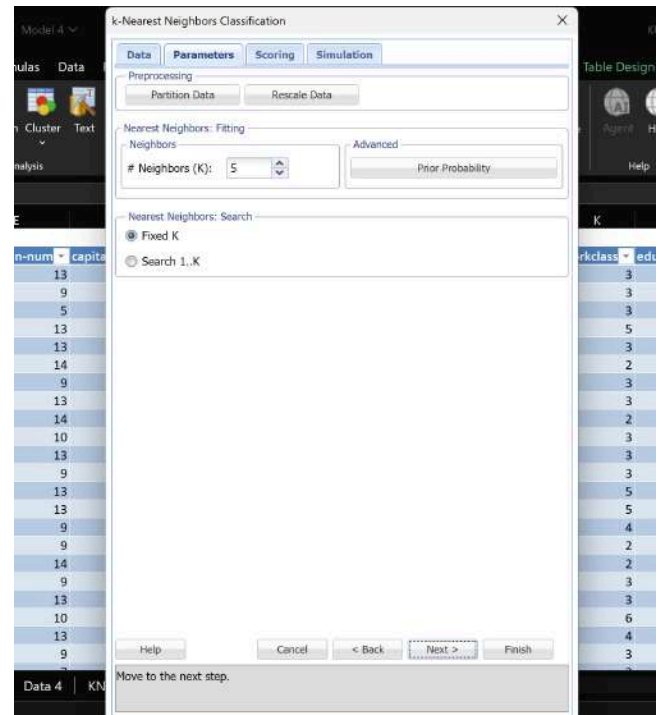 Model 4
k-Nearest Neighbors Classification
ulas Data
Table Design
Data Parameters Scoring Simulation
Preprocessing
Partition Data Rescale Data
Cluster Text
Agent
Help
Nearest Neighbors: Fitting
Neighbors
# Neighbors (K): 5
Advanced
Prior Probability
nalysis
Nearest Neighbors: Search
Fixed K
Search 1..K
E
K
n-num capita
rkclass edu
13 3
9 3
5 3
13 5
13 3
14 2
9 3
13 3
14 2
10 3
13 3
9 3
13 5
13 5
9 4
9 2
14 2
9 3
13 3
10 6
13 4
9 3
Help Cancel < Back Next > Finish
Move to the next step.
Data 4 KN